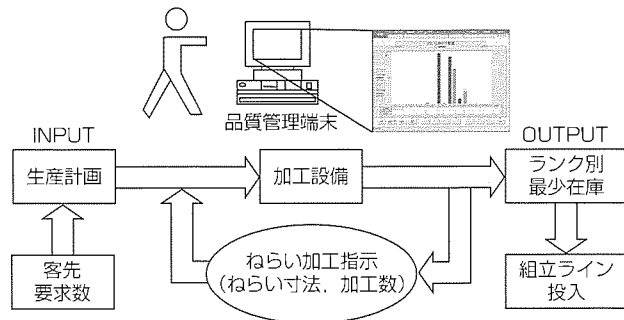 品質管理端末
INPUT
OUTPUT
生産計画
加工設備
ランク別
最少在庫
客先
要求数
ねらい加工指示
(ねらい寸法，加工数)
組立ライン
投入